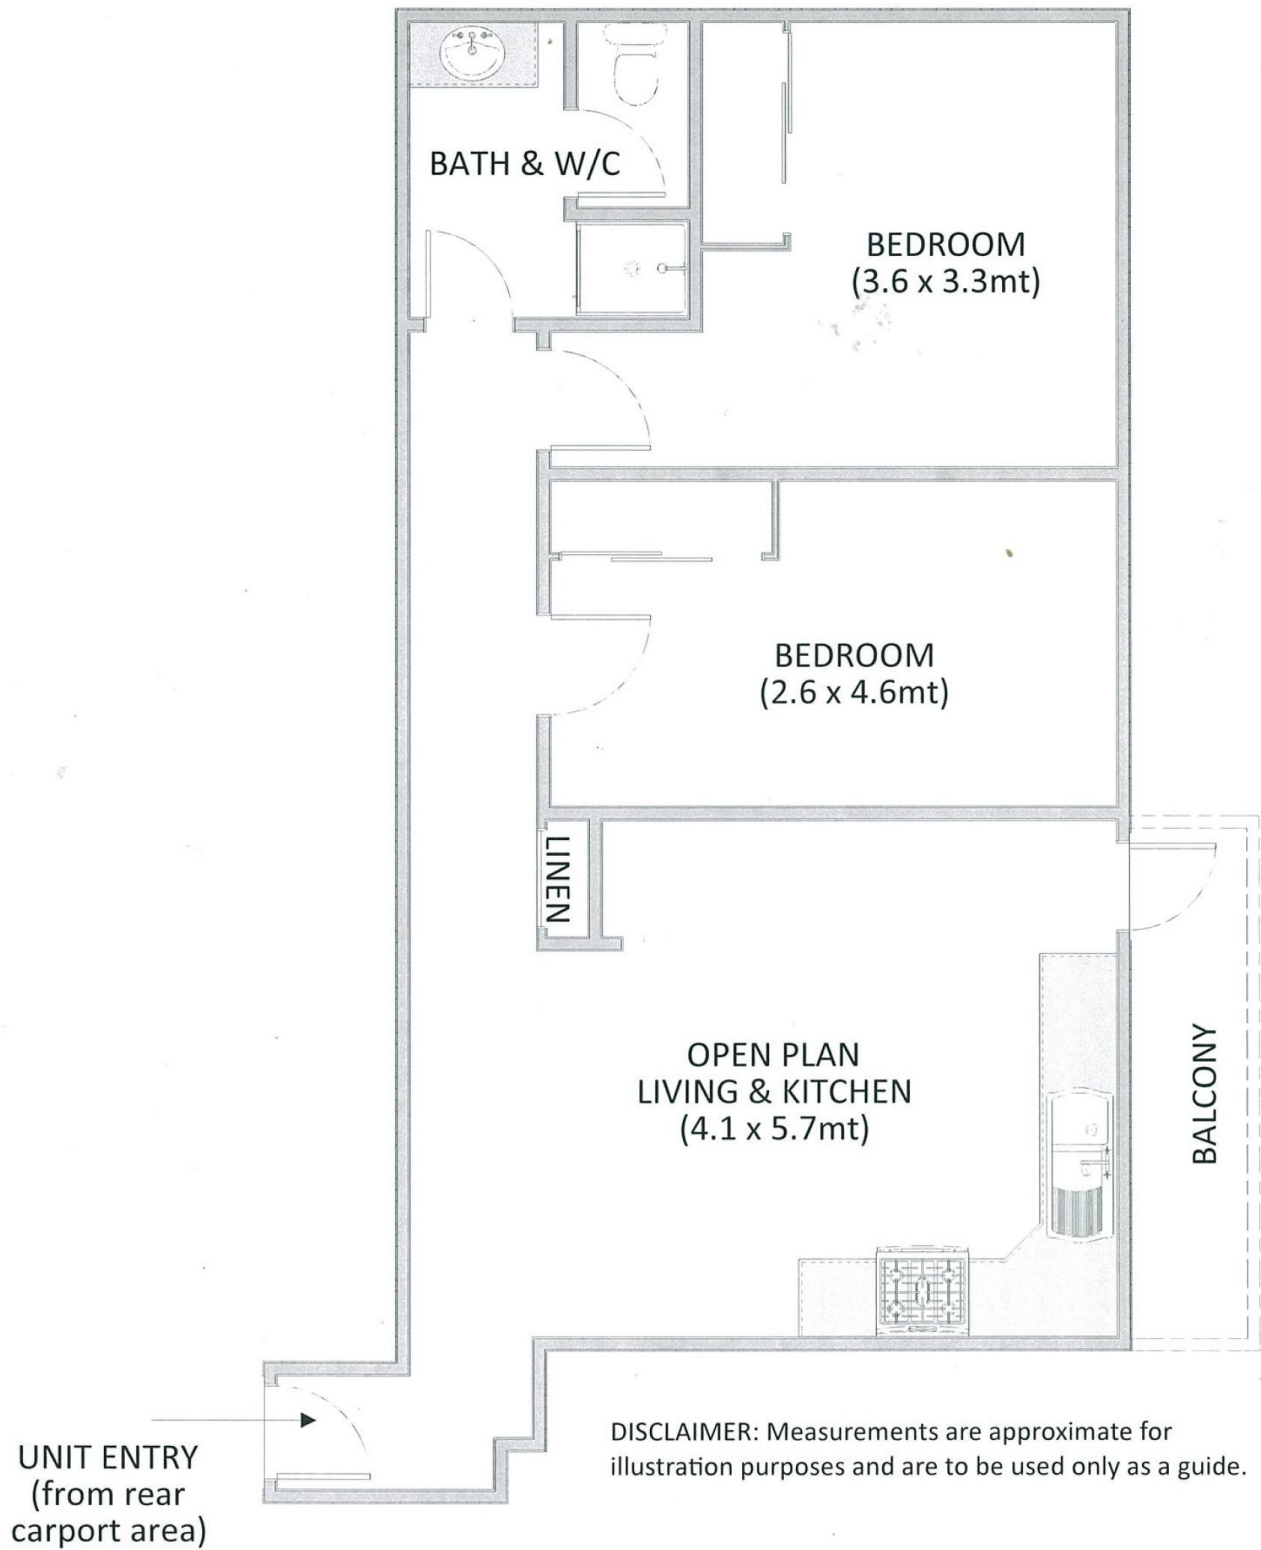 BATH & W/C
BEDROOM
(3.6 x 3.3mt)
BEDROOM
(2.6 x 4.6mt)
LINEN
OPEN PLAN
LIVING & KITCHEN
(4.1 x 5.7mt)
BALCONY
UNIT ENTRY
(from rear
carport area)
DISCLAIMER: Measurements are approximate for
illustration purposes and are to be used only as a guide.